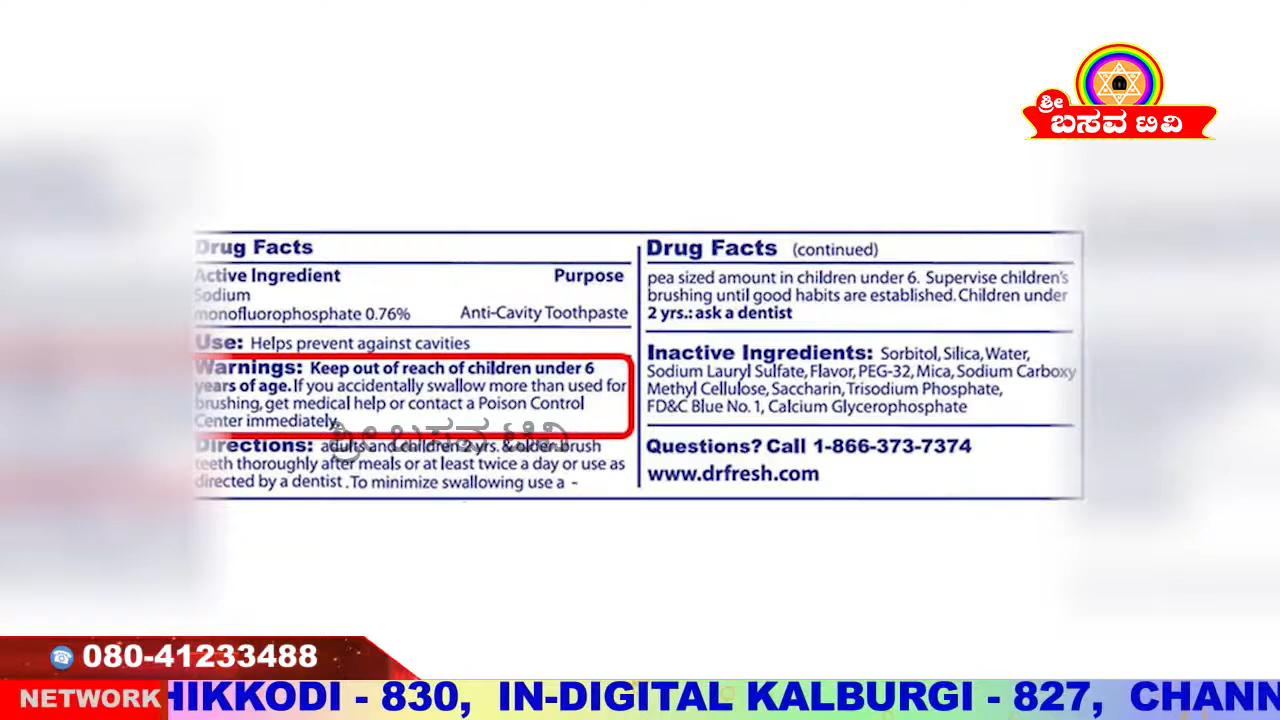 ಶ್ರೀ
ಬಸವ ಟಿವಿ
Drug Facts
Active Ingredient Purpose
Sodium
monofluorophosphate 0.76% Anti-Cavity Toothpaste
Use: Helps prevent against cavities
Warnings: Keep out of reach of children under 6
years of age. If you accidentally swallow more than used for
brushing, get medical help or contact a Poison Control
Center immediately.
Directions: adults and children 2 yrs. & older: brush
teeth thoroughly after meals or at least twice a day or use as
directed by a dentist . To minimize swallowing use a -
ಶ್ರೀ ಬಸವ ಟಿವಿ
Drug Facts (continued)
pea sized amount in children under 6. Supervise children's
brushing until good habits are established. Children under
2 yrs.: ask a dentist
Inactive Ingredients: Sorbitol, Silica, Water,
Sodium Lauryl Sulfate, Flavor, PEG-32, Mica, Sodium Carboxy
Methyl Cellulose, Saccharin, Trisodium Phosphate,
FD&C Blue No. 1, Calcium Glycerophosphate
Questions? Call 1-866-373-7374
www.drfresh.com
080-41233488
NETWORK HIKKODI - 830, IN-DIGITAL KALBURGI - 827, CHANN